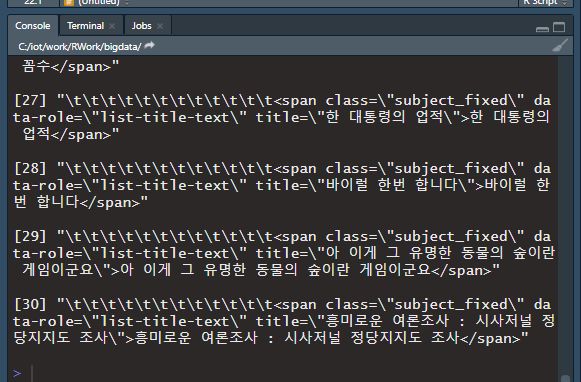 22:1
(Untitled)
R Script
Console
Terminal
Jobs
C:/iot/work/RWork/bigdata/
꼼수</span>"
[27] "\t\t\t\t\t\t\t\t\t\t\t\t<span class=\"subject_fixed\" da
ta-role=\"list-title-text\" title=\"한 대통령의 업적\">한 대통령의
업적</span>"
[28] "\t\t\t\t\t\t\t\t\t\t\t\t<span class=\"subject_fixed\" da
ta-role=\"list-title-text\" title=\"바이럴 한번 합니다\">바이럴 한
번 합니다</span>"
[29] "\t\t\t\t\t\t\t\t\t\t\t\t<span class=\"subject_fixed\" da
ta-role=\"list-title-text\" title=\"아 이게 그 유명한 동물의 숲이란
게임이군요\">아 이게 그 유명한 동물의 숲이란 게임이군요</span>"
[30] "\t\t\t\t\t\t\t\t\t\t\t\t<span class=\"subject_fixed\" da
ta-role=\"list-title-text\" title=\"흥미로운 여론조사 : 시사저널 정
당지지도 조사\">흥미로운 여론조사 : 시사저널 정당지지도 조사</span>"
>